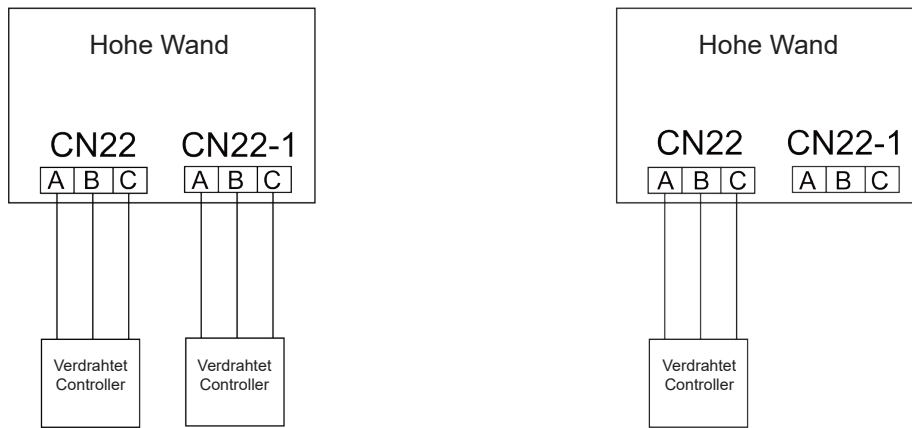 Hohe Wand
Hohe Wand
CN22 CN22-1
CN22 CN22-1
A B C A B C
A B C A B C
Verdrahtet
Controller
Verdrahtet
Controller
Verdrahtet
Controller